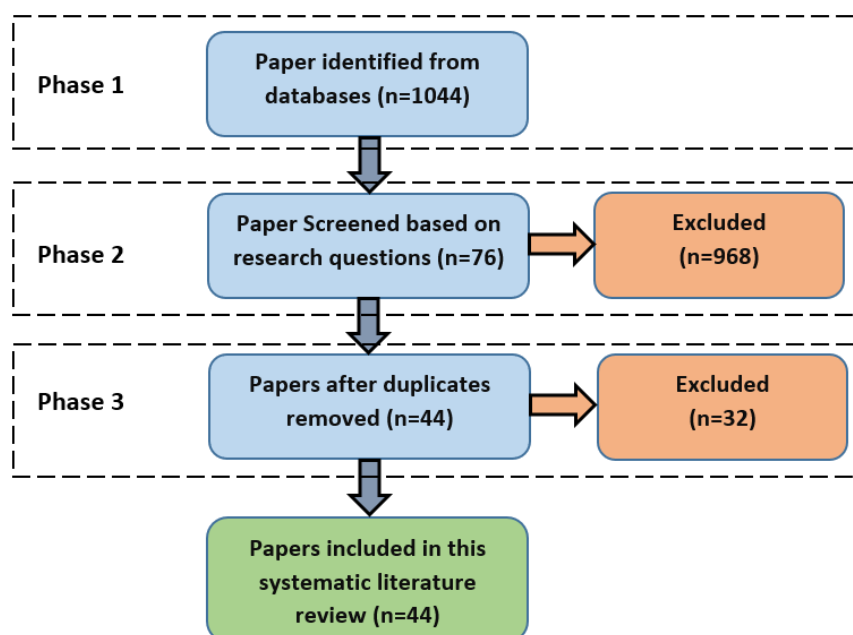 Phase 1
Paper identified from
databases (n=1044)
Phase 2
Paper Screened based on
research questions (n=76)
Excluded
(n=968)
Phase 3
Papers after duplicates
removed (n=44)
Excluded
(n=32)
Papers included in this
systematic literature
review (n=44)